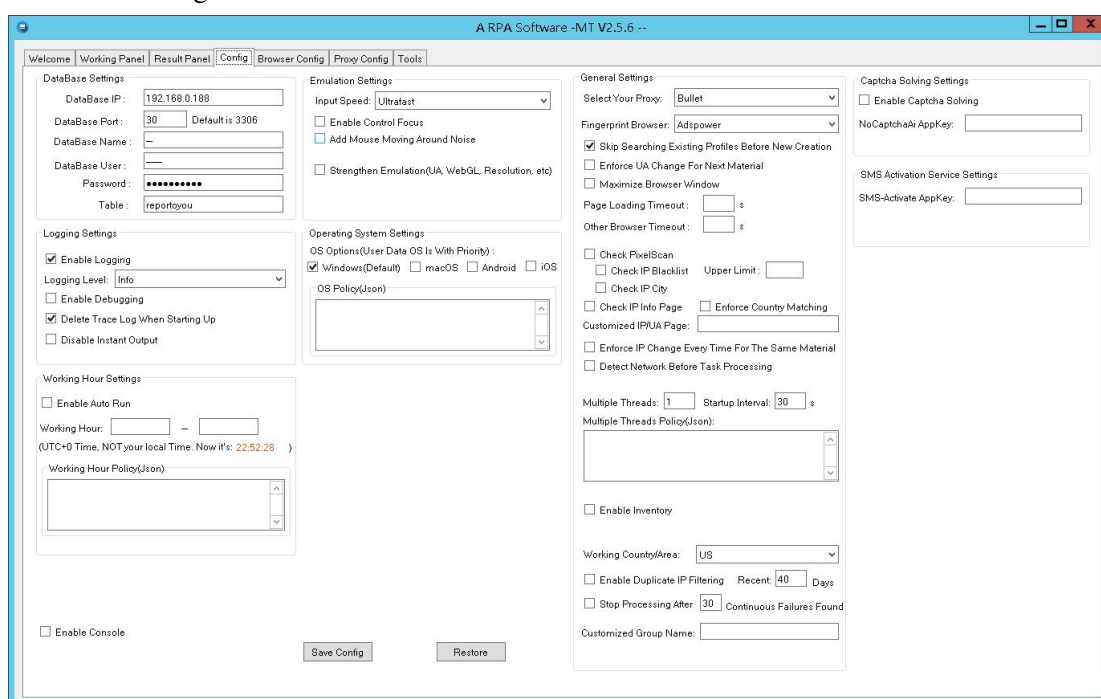 ARPA Software -MT V2.5.6 --
Welcome Working Panel Result Panel Config Browser Config Proxy Config Tools
DataBase Settings
DataBase IP : 192.168.0.188
DataBase Port : 30 Default is 3306
DataBase Name : –
DataBase User : —
Password : ●●●●●●●●●●
Table : reportoyou
Logging Settings
Enable Logging
Logging Level: Info
Enable Debugging
Delete Trace Log When Starting Up
Disable Instant Output
Working Hour Settings
Enable Auto Run
Working Hour: –
(UTC+0 Time, NOT your local Time. Now it's: 22:52:28 )
Working Hour Policy(Json)
Enable Console
Emulation Settings
Input Speed: Ultrafast
Enable Control Focus
Add Mouse Moving Around Noise
Strengthen Emulation(UA, WebGL, Resolution, etc)
Operating System Settings
OS Options(User Data OS Is With Priority) :
Windows(Default) macOS Android iOS
OS Policy(Json)
Save Config Restore
General Settings
Select Your Proxy: Bullet
Fingerprint Browser: Adspower
Skip Searching Existing Profiles Before New Creation
Enforce UA Change For Next Material
Maximize Browser Window
Page Loading Timeout : s
Other Browser Timeout : s
Check PixelScan
Check IP Blacklist Upper Limit :
Check IP City
Check IP Info Page Enforce Country Matching
Customized IP/UA Page:
Enforce IP Change Every Time For The Same Material
Detect Network Before Task Processing
Multiple Threads: 1 Startup Interval: 30 s
Multiple Threads Policy(Json):
Enable Inventory
Working Country/Area: US
Enable Duplicate IP Filtering Recent: 40 Days
Stop Processing After 30 Continuous Failures Found
Customized Group Name:
Captcha Solving Settings
Enable Captcha Solving
NoCaptchaAi AppKey:
SMS Activation Service Settings
SMS-Activate AppKey: